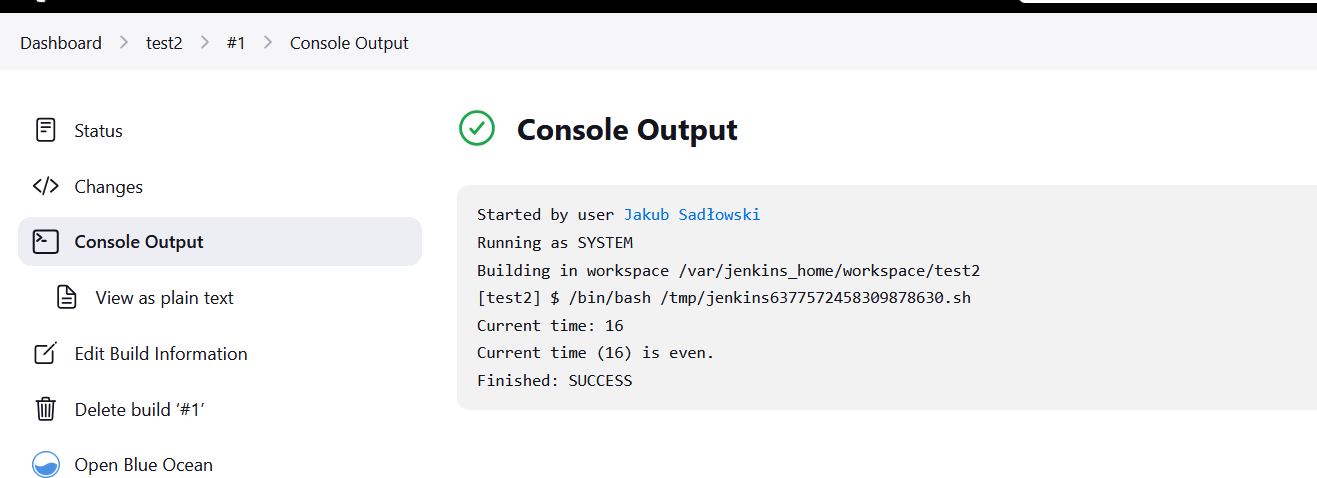 Dashboard > test2 > #1 > Console Output
Status
Changes
Console Output
View as plain text
Edit Build Information
Delete build ‘#1’
Open Blue Ocean
Console Output
Started by user Jakub Sadłowski
Running as SYSTEM
Building in workspace /var/jenkins_home/workspace/test2
[test2] $ /bin/bash /tmp/jenkins6377572458309878630.sh
Current time: 16
Current time (16) is even.
Finished: SUCCESS